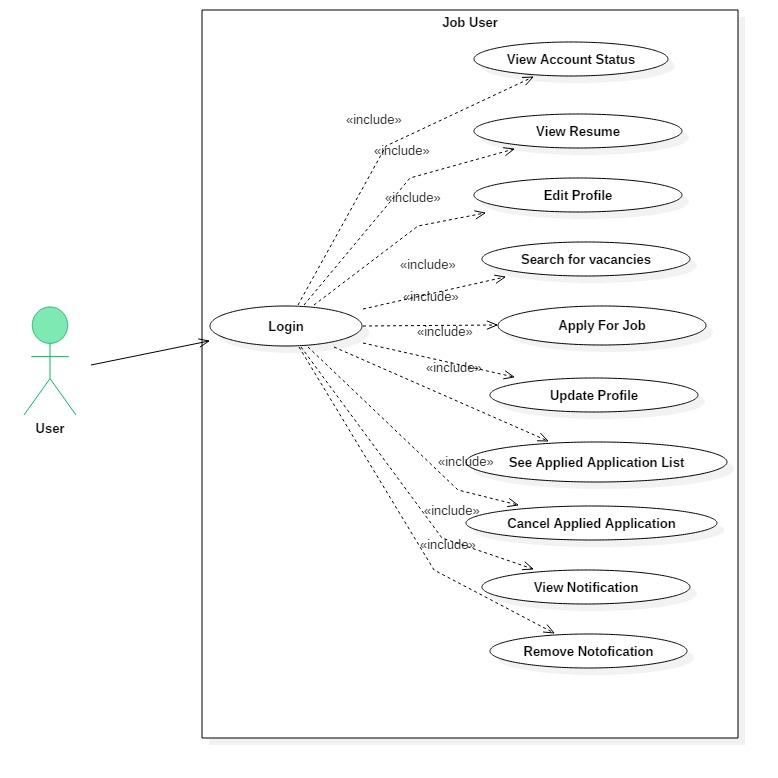 Job User
View Account Status
«include»
View Resume
«include»
Edit Profile
«include»
Search for vacancies
«include»
«include»
Login
Apply For Job
«include»
«include»
Update Profile
User
«include»
See Applied Application List
«include»
Cancel Applied Application
«include»
View Notification
Remove Notofication